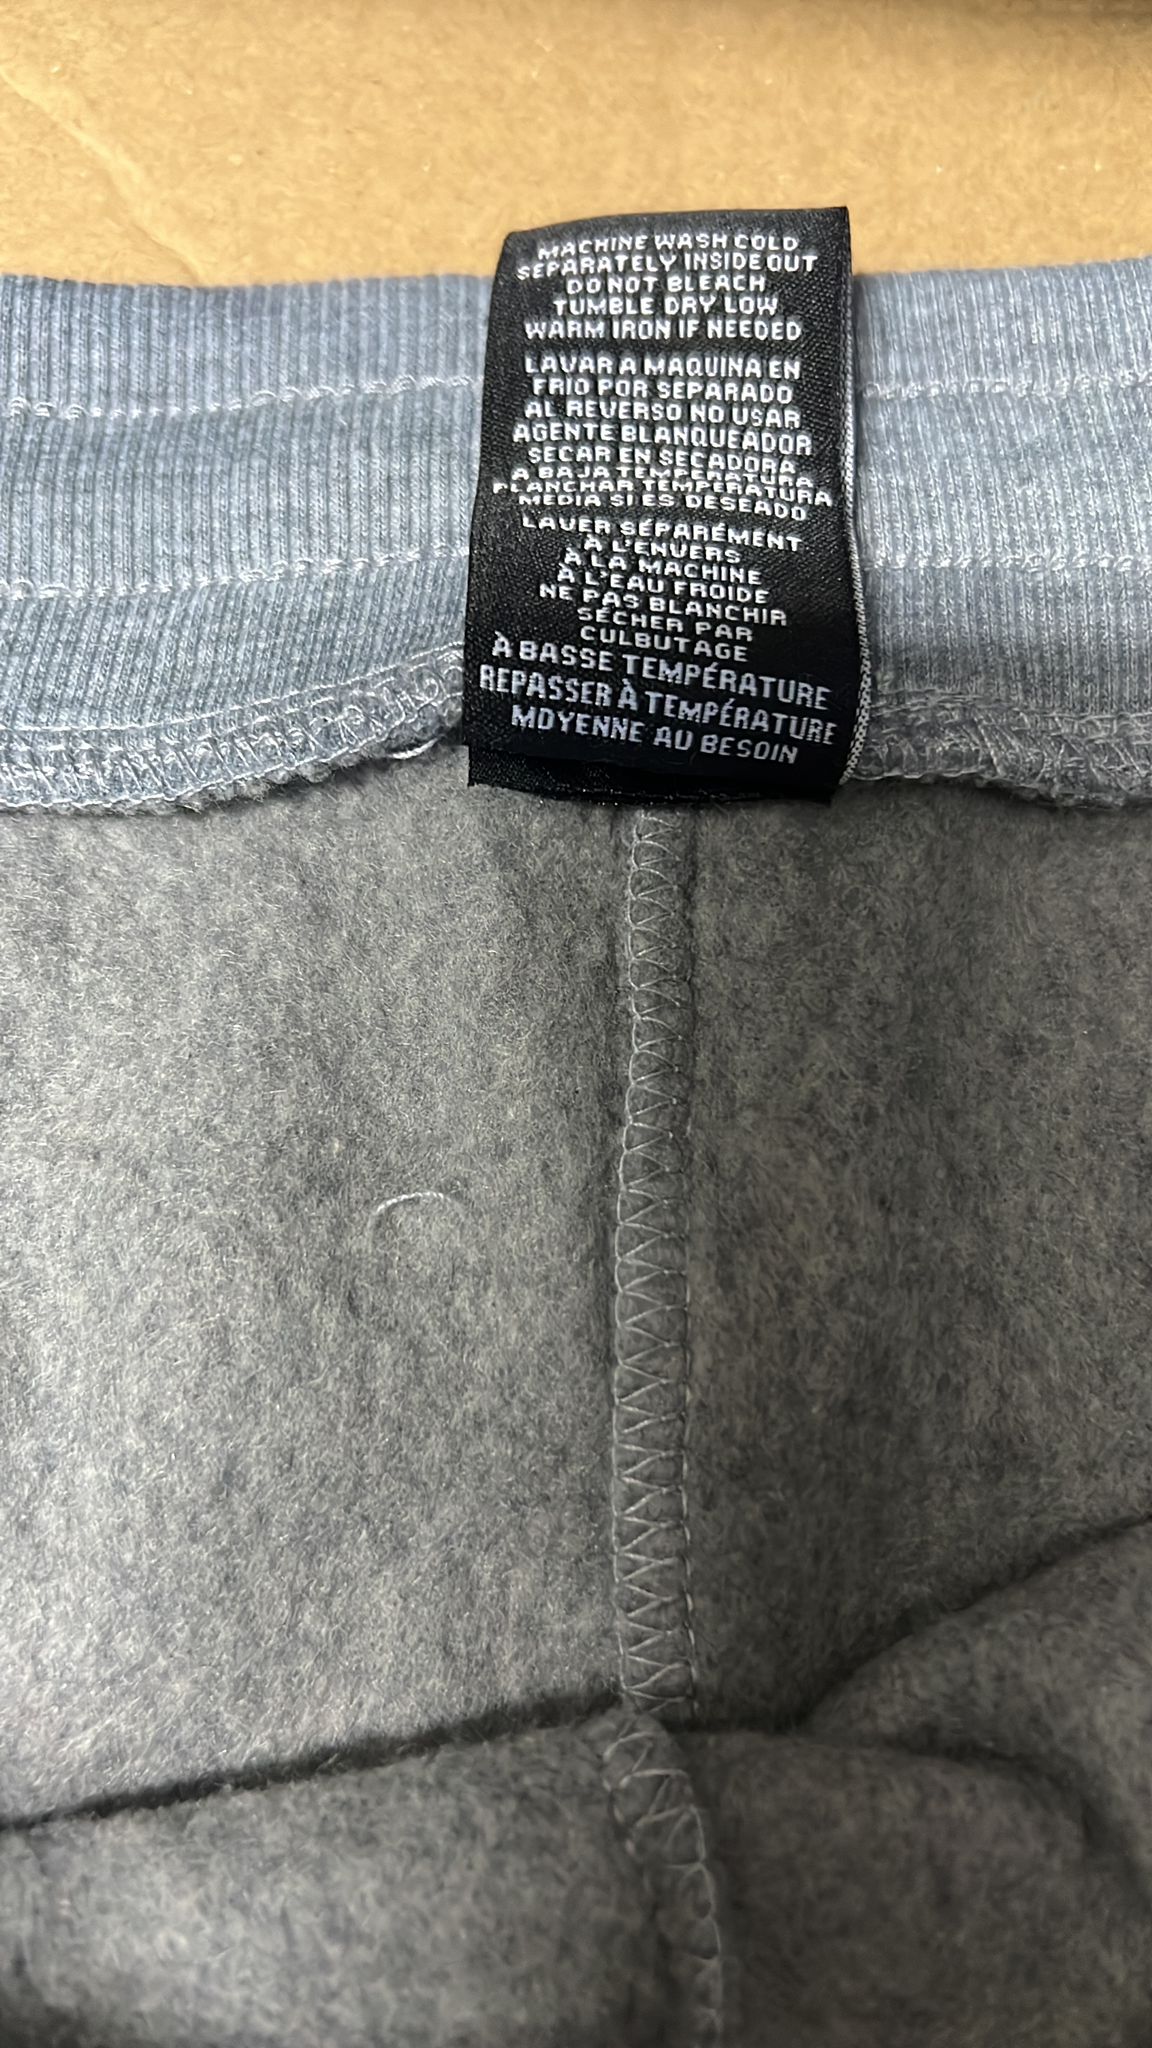 MACHINE WASH COLD
SEPARATELY INSIDE OUT
DO NOT BLEACH
TUMBLE DRY LOW
WARM IRON IF NEEDED
LAVAR A MAQUINA EN
FRIO POR SEPARADO
AL REVERSO NO USAR
AGENTE BLANQUEADOR
SECAR EN SECADORA
A BAJA TEMPERATURA
PLANCHAR TEMPERATURA
MEDIA SI ES DESEADO
LAVER SÉPARÉMENT
À L'ENVERS
À LA MACHINE
À L'EAU FROIDE
NE PAS BLANCHIR
SÉCHER PAR
CULBUTAGE
À BASSE TEMPÉRATURE
REPASSER À TEMPÉRATURE
MOYENNE AU BESOIN